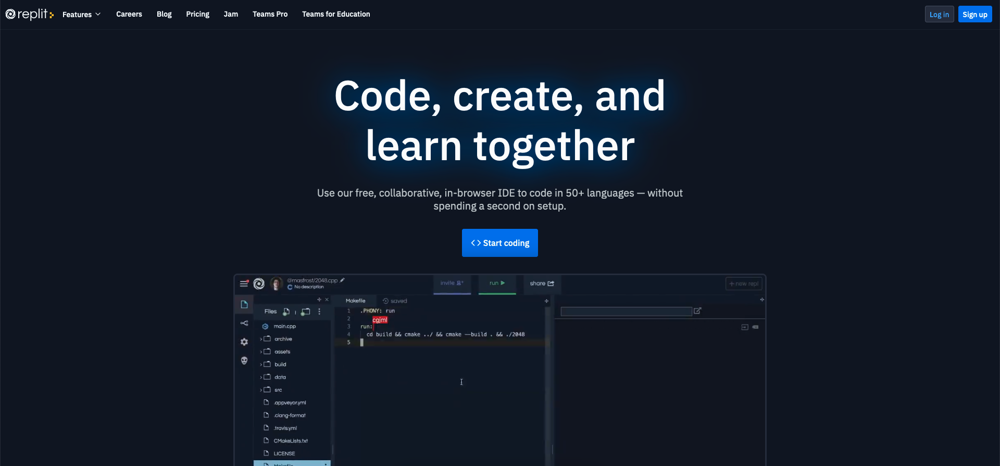 replit
Features
Careers
Blog
Pricing
Jam
Teams Pro
Teams for Education
Log in
Sign up
Code, create, and
learn together
Use our free, collaborative, in-browser IDE to code in 50+ languages — without
spending a second on setup.
<> Start coding
@masfrost/2048.cpp
No description
invite
run
share
+ new repl
Files
main.cpp
archive
assets
build
data
src
.appveyor.yml
.clang-format
.travis.yml
CMakeLists.txt
LICENSE
Makefile
Makefile
saved
1 .PHONY: run
2 cgjml
3 run:
4 cd build && cmake ../ && cmake --build . && ./2048
5